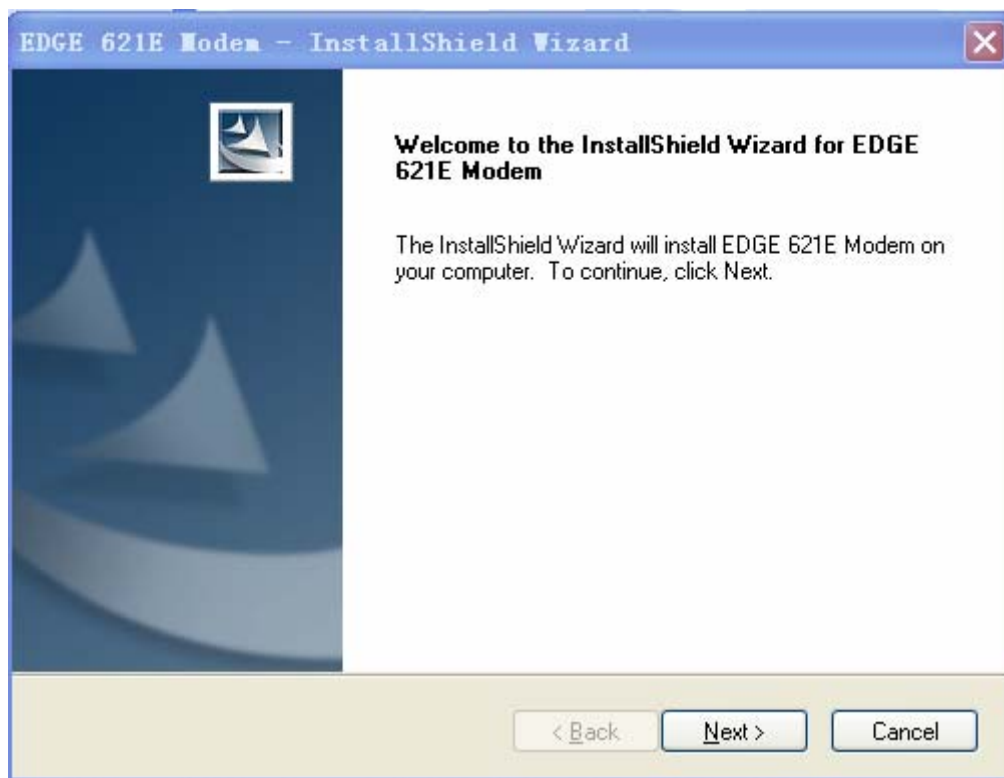 EDGE 621E Modem - InstallShield Wizard
Welcome to the InstallShield Wizard for EDGE
621E Modem
The InstallShield Wizard will install EDGE 621E Modem on
your computer.  To continue, click Next.
< Back
Next >
Cancel